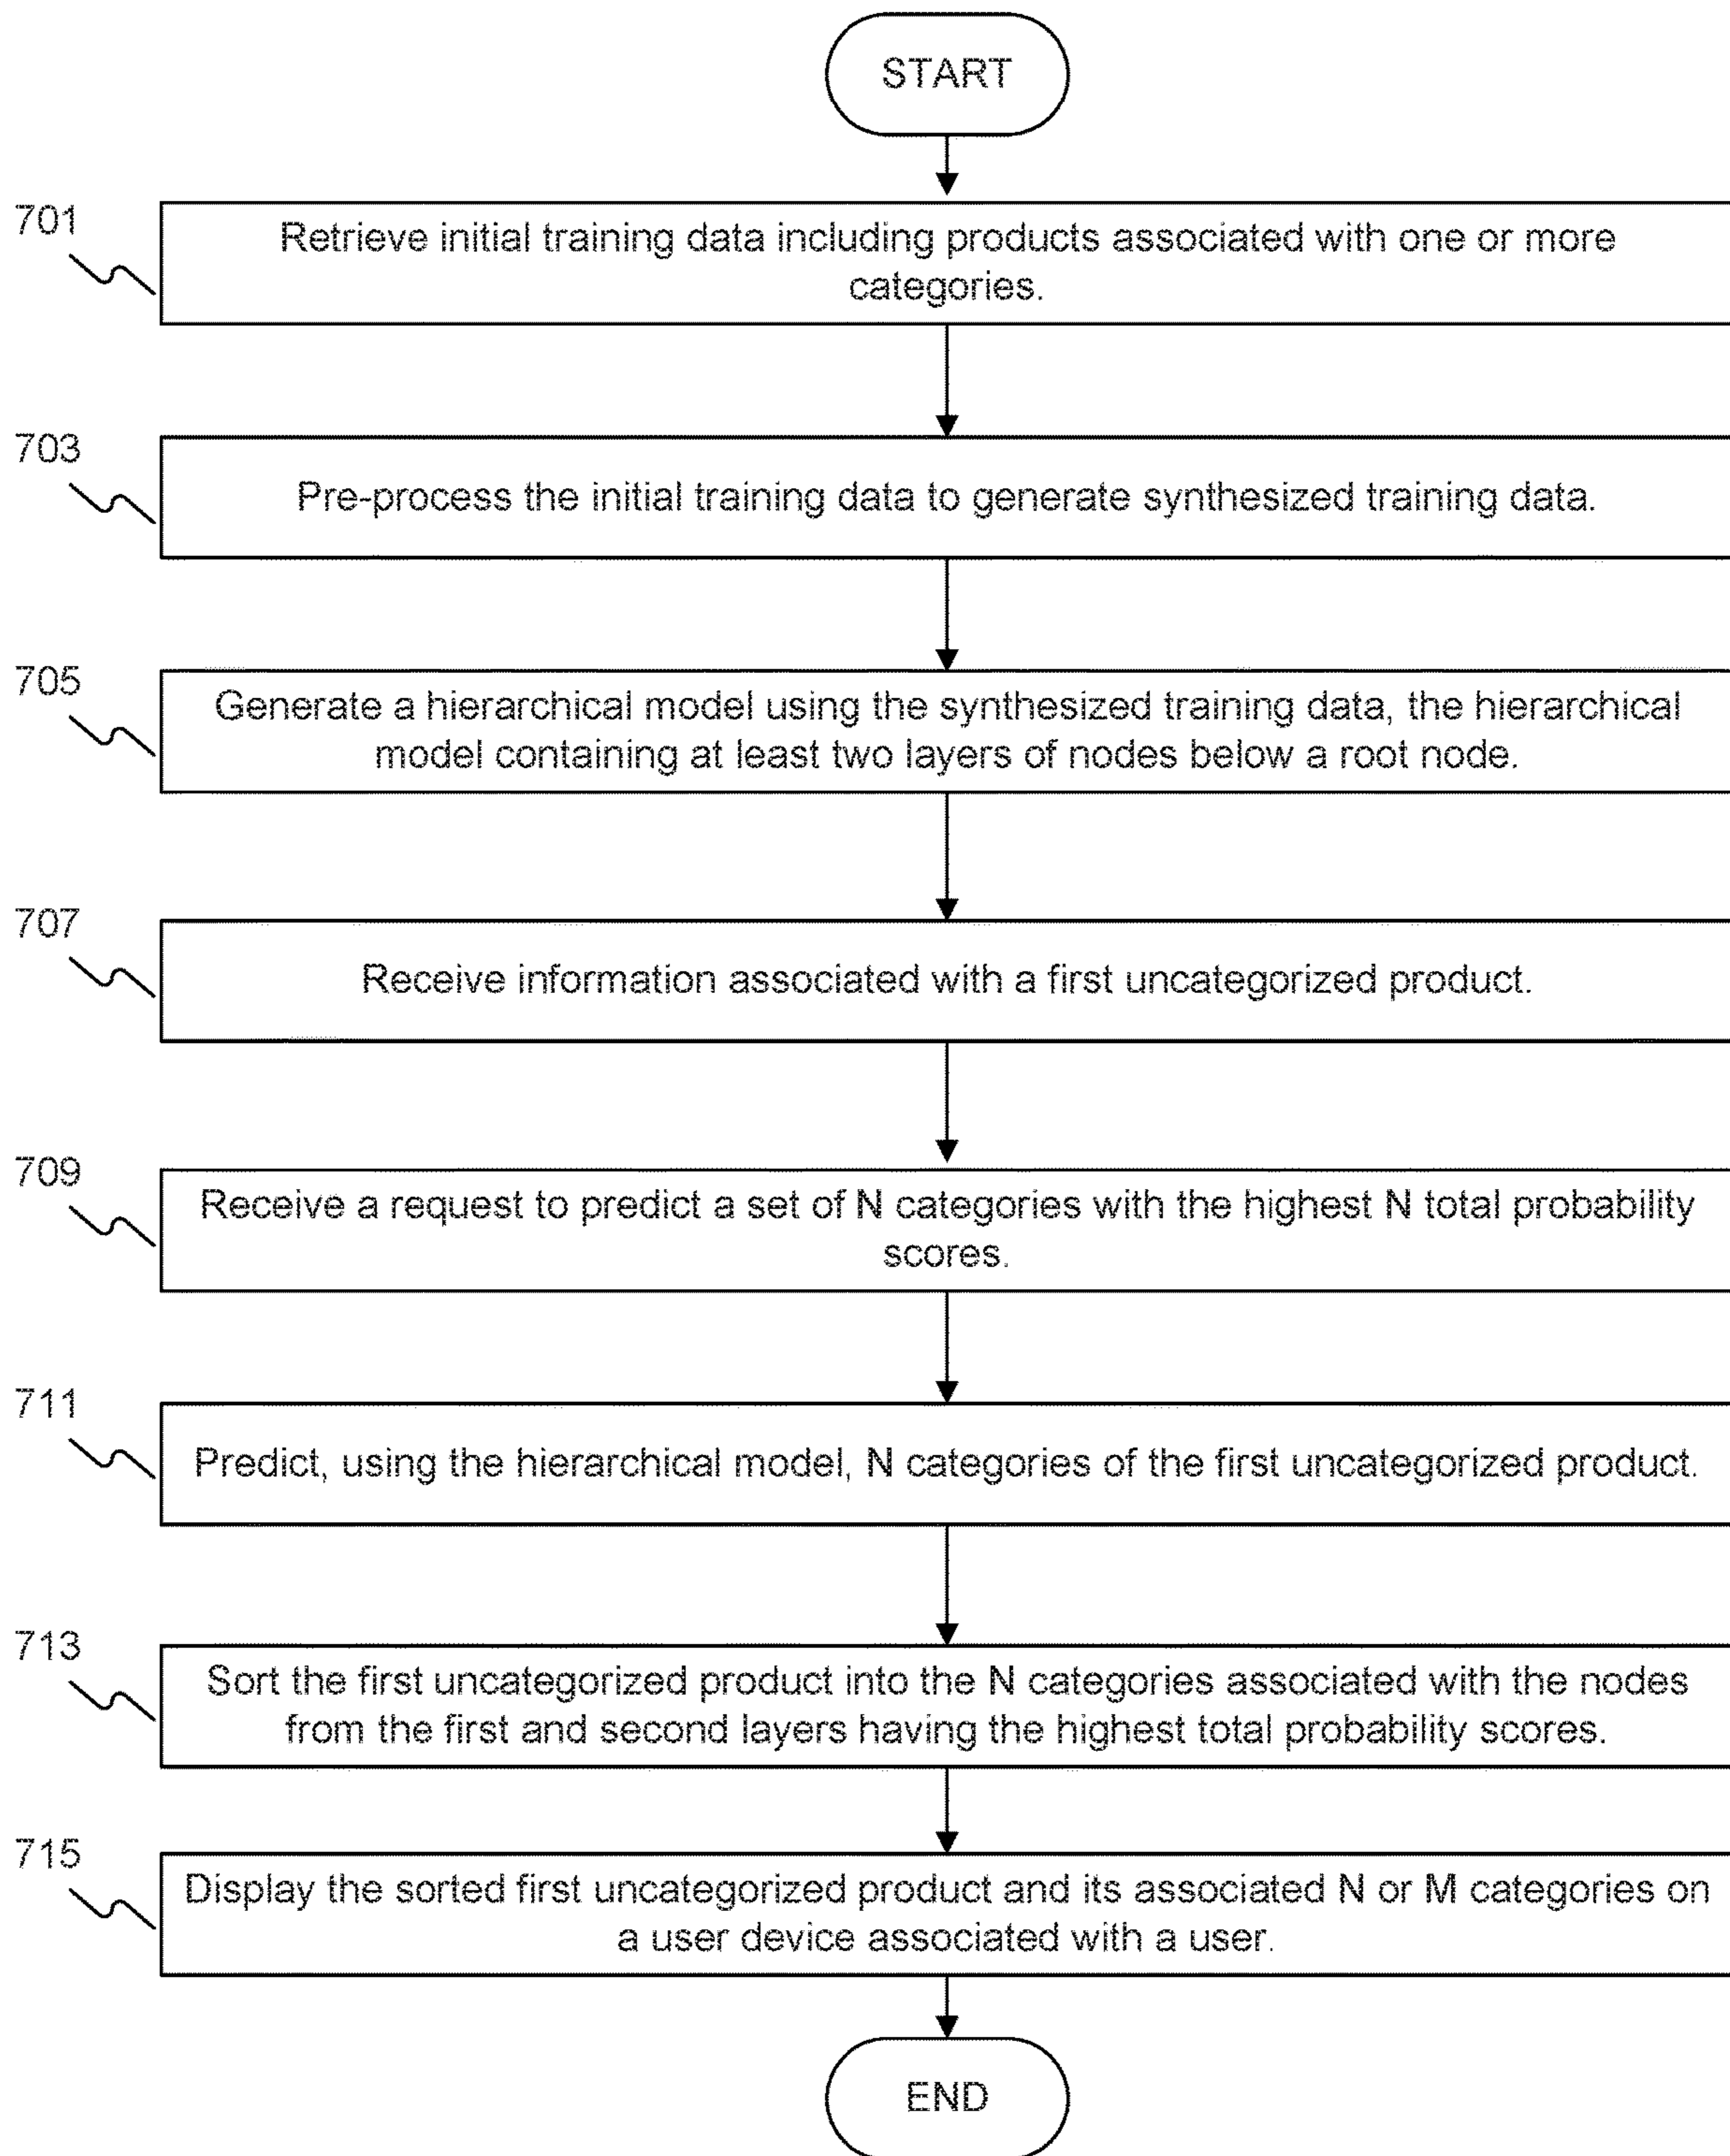 START
701
Retrieve initial training data including products associated with one or more
categories.
703
Pre-process the initial training data to generate synthesized training data.
705
Generate a hierarchical model using the synthesized training data, the hierarchical
model containing at least two layers of nodes below a root node.
707
Receive information associated with a first uncategorized product.
709
Receive a request to predict a set of N categories with the highest N total probability
scores.
711
Predict, using the hierarchical model, N categories of the first uncategorized product.
713
Sort the first uncategorized product into the N categories associated with the nodes
from the first and second layers having the highest total probability scores.
715
Display the sorted first uncategorized product and its associated N or M categories on
a user device associated with a user.
END